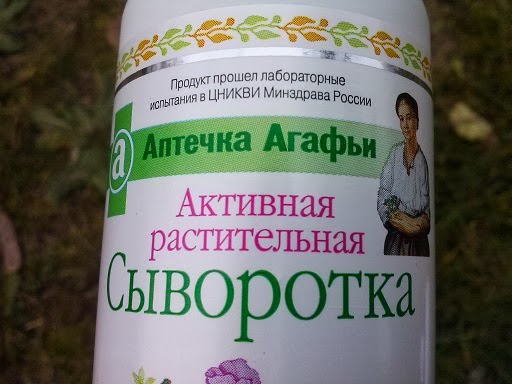 Продукт прошел лабораторные
испытания в ЦНИКВИ Минздрава России
а Аптечка Агафьи
Активная
растительная
Сыворотка